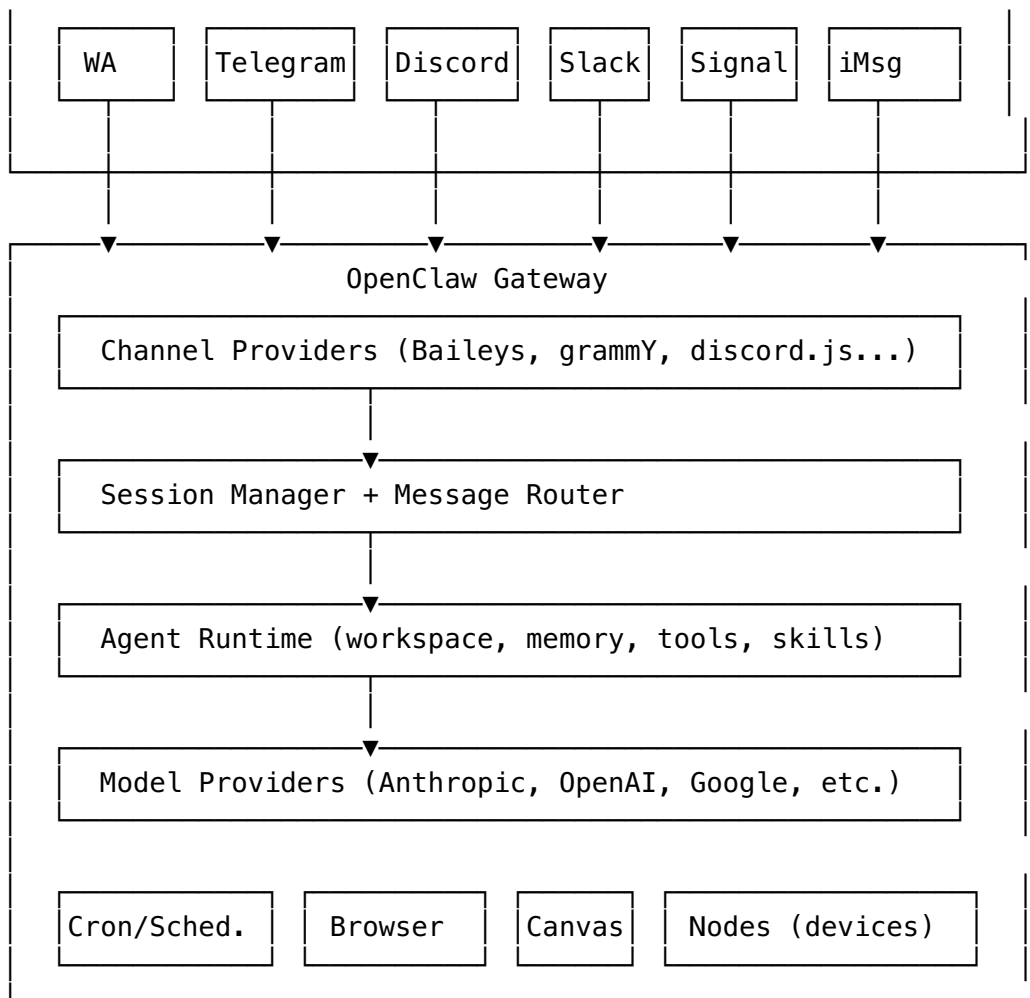 WA Telegram Discord Slack Signal iMsg
OpenClaw Gateway
Channel Providers (Baileys, grammY, discord.js...)
Session Manager + Message Router
Agent Runtime (workspace, memory, tools, skills)
Model Providers (Anthropic, OpenAI, Google, etc.)
Cron/Sched. Browser Canvas Nodes (devices)